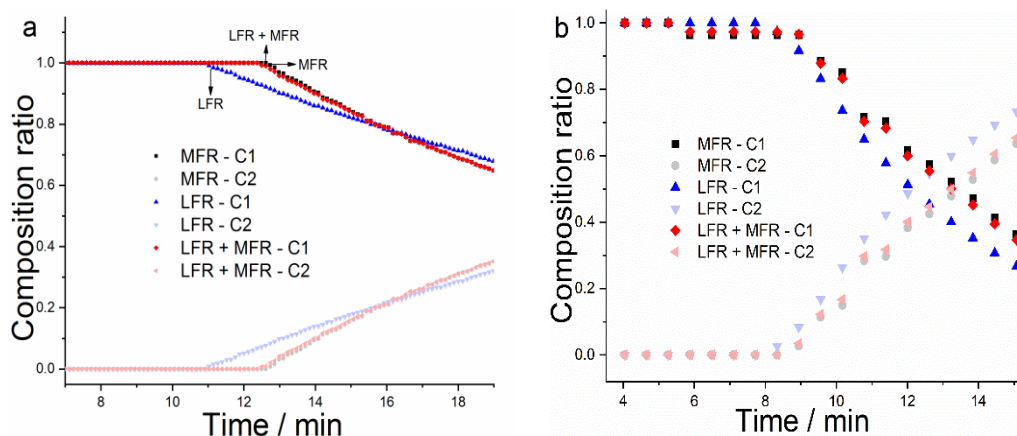 a
LFR + MFR
MFR
LFR
Composition ratio
1.0
0.8
0.6
0.4
0.2
0.0
MFR - C1
MFR - C2
LFR - C1
LFR - C2
LFR + MFR - C1
LFR + MFR - C2
8 10 12 14 16 18
Time / min
b
Composition ratio
1.0
0.8
0.6
0.4
0.2
0.0
MFR - C1
MFR - C2
LFR - C1
LFR - C2
LFR + MFR - C1
LFR + MFR - C2
4 6 8 10 12 14
Time / min